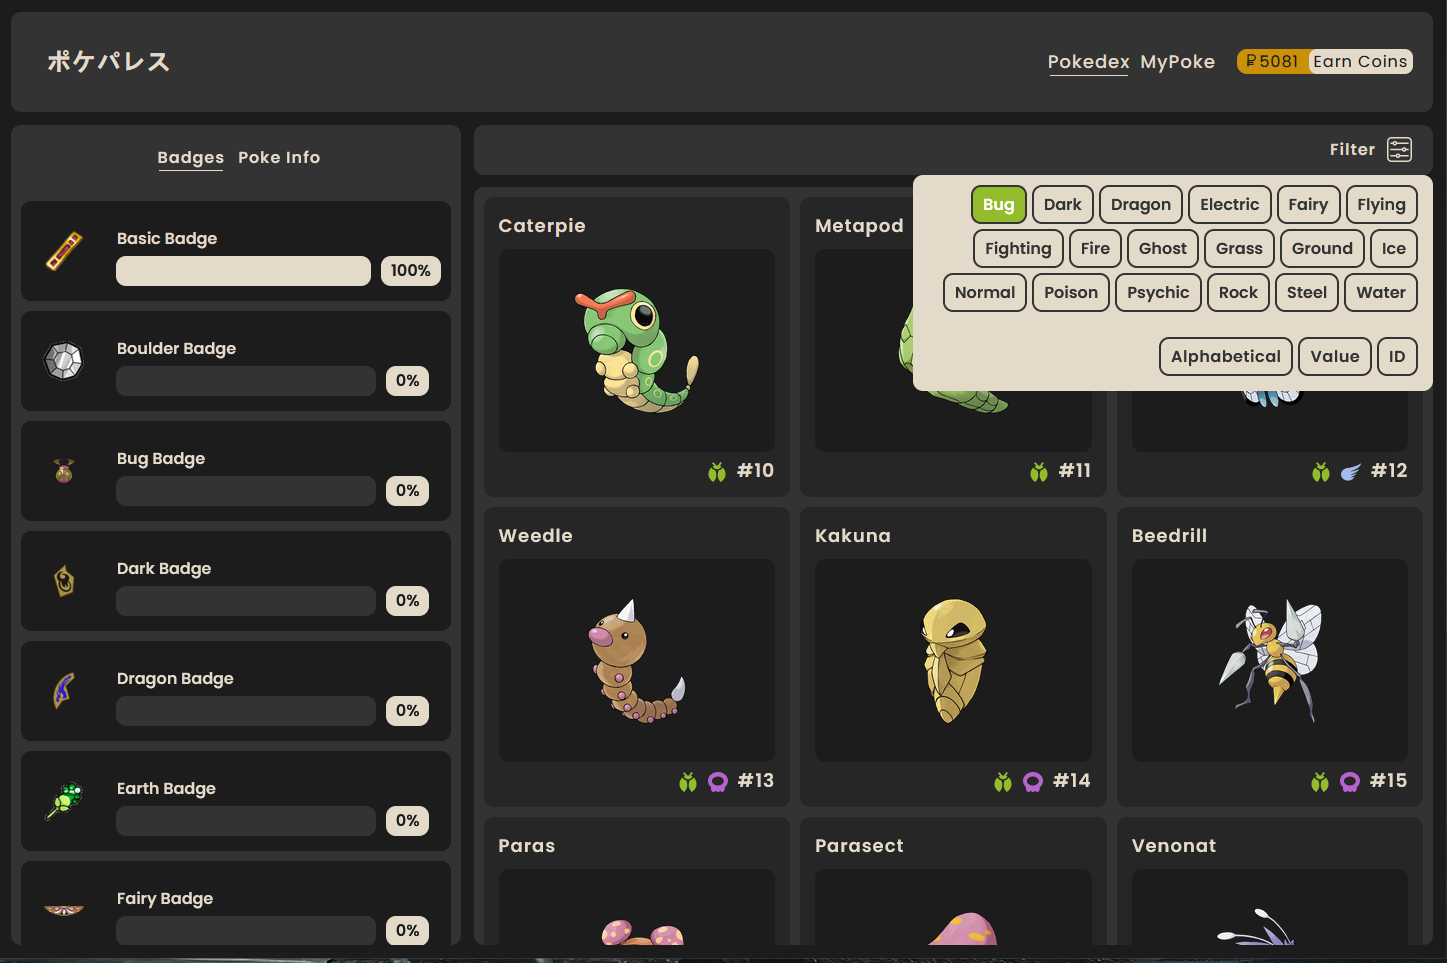 ポケパレス
Pokedex MyPoke ₽5081 Earn Coins
Badges Poke Info
Basic Badge
100%
Boulder Badge
0%
Bug Badge
0%
Dark Badge
0%
Dragon Badge
0%
Earth Badge
0%
Fairy Badge
0%
Filter
Bug Dark Dragon Electric Fairy Flying
Fighting Fire Ghost Grass Ground Ice
Normal Poison Psychic Rock Steel Water
Alphabetical Value ID
Caterpie Metapod
#10 #11 #12
Weedle Kakuna Beedrill
#13 #14 #15
Paras Parasect Venonat